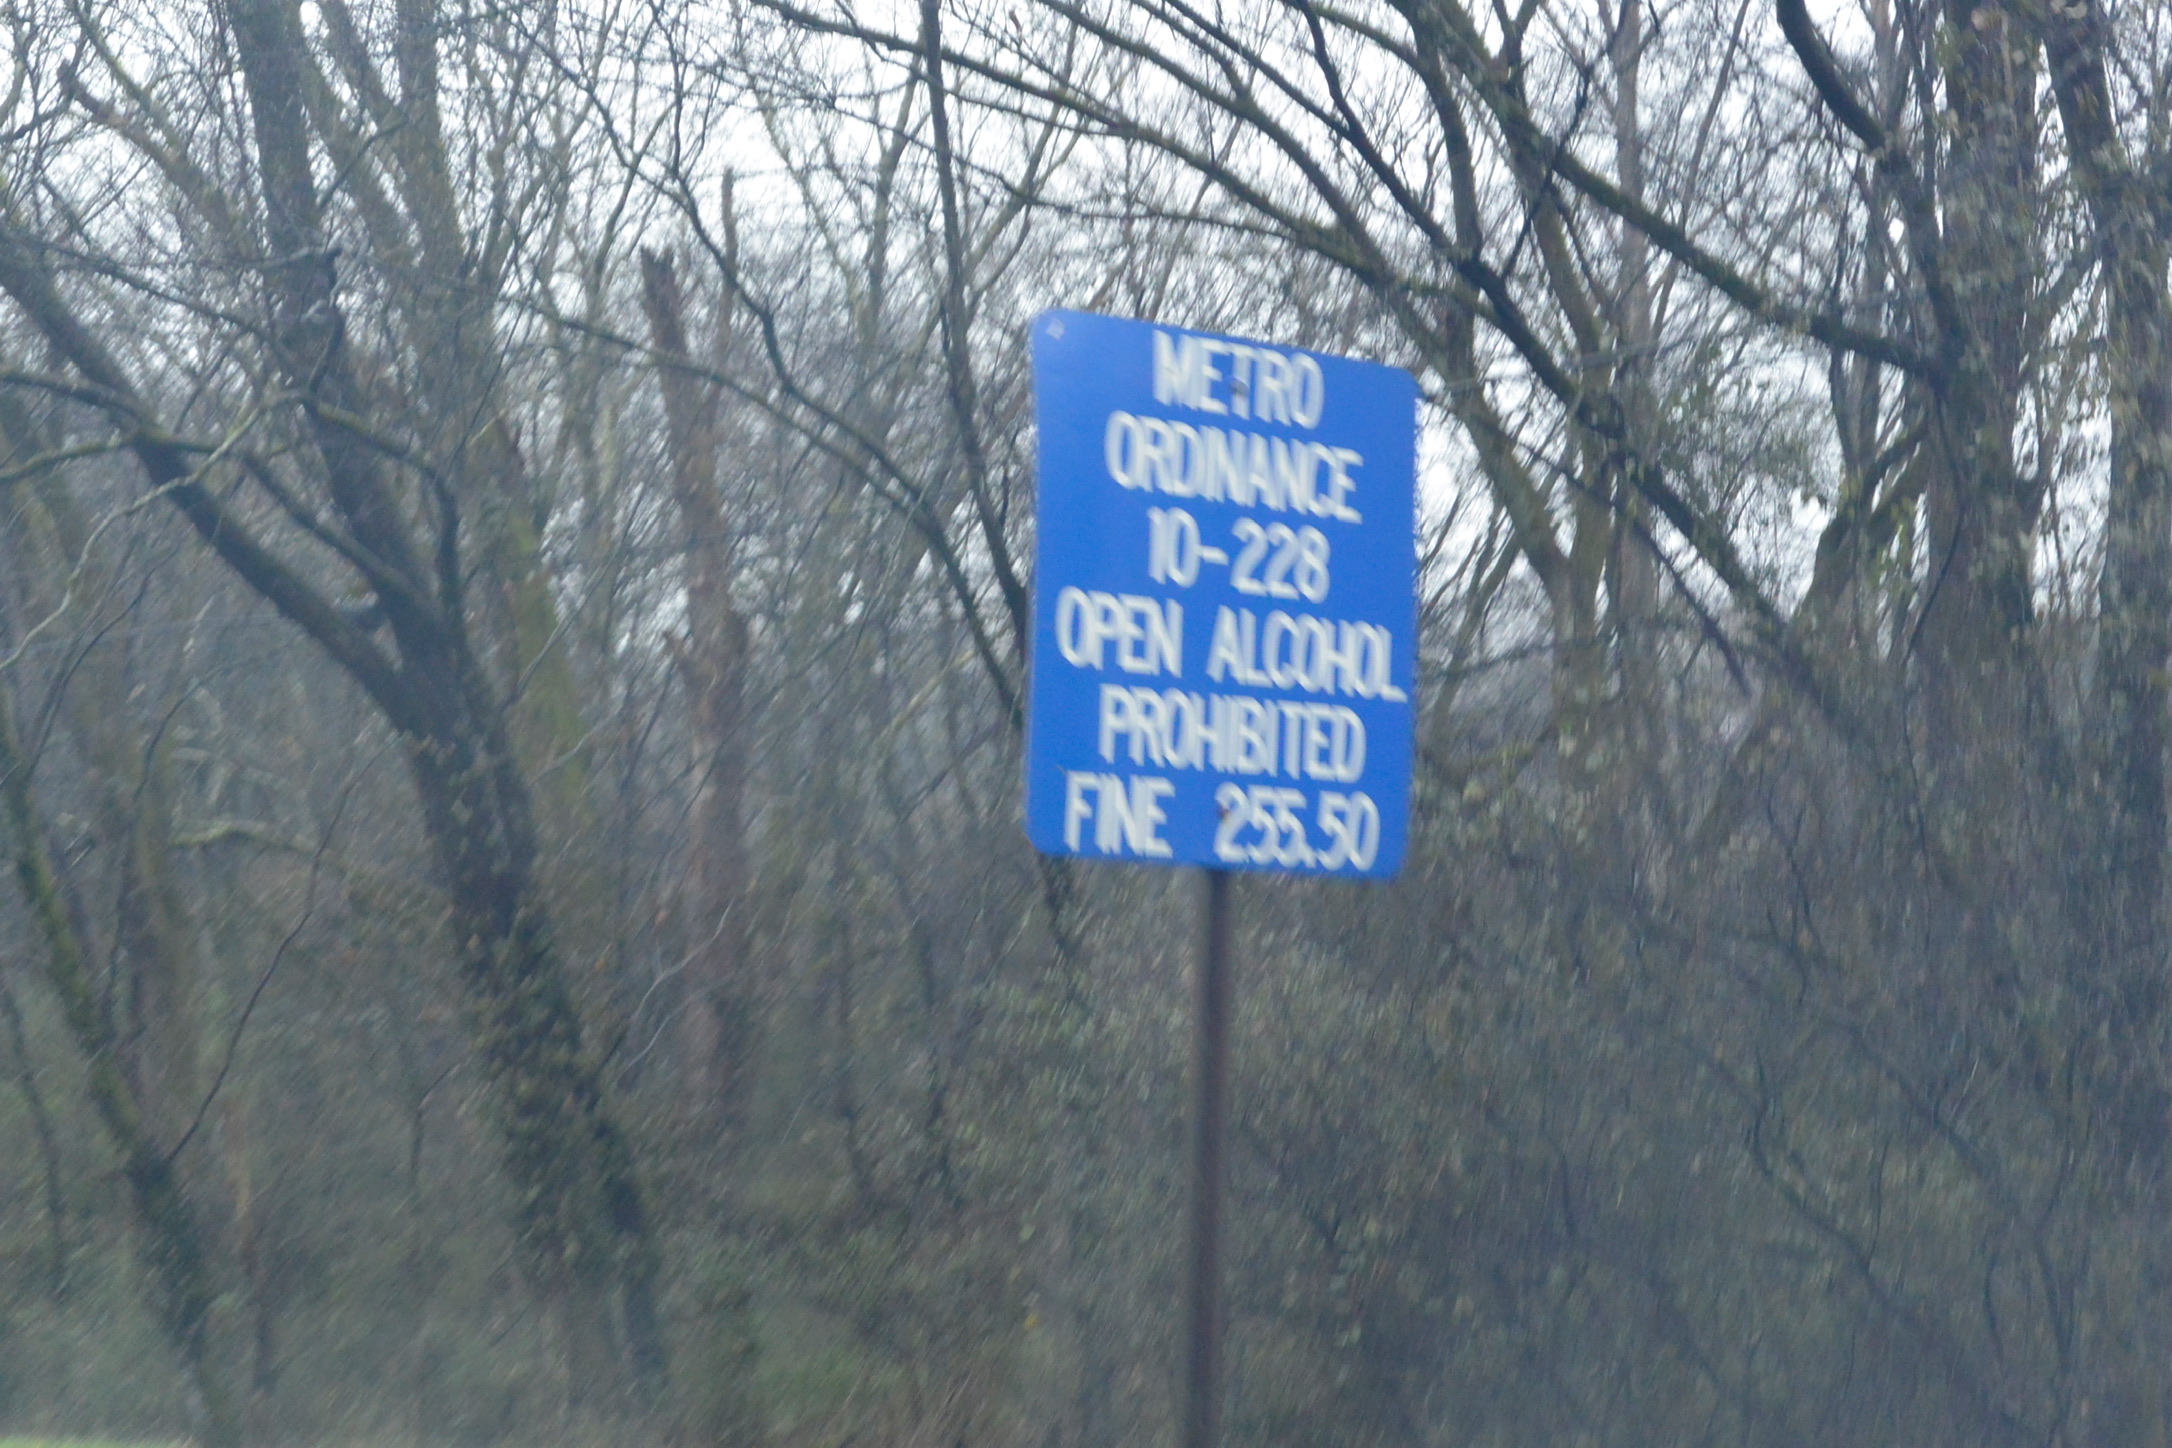 METRO
ORDINANCE
10-228
OPEN ALCOHOL
PROHIBITED
FINE 255.50